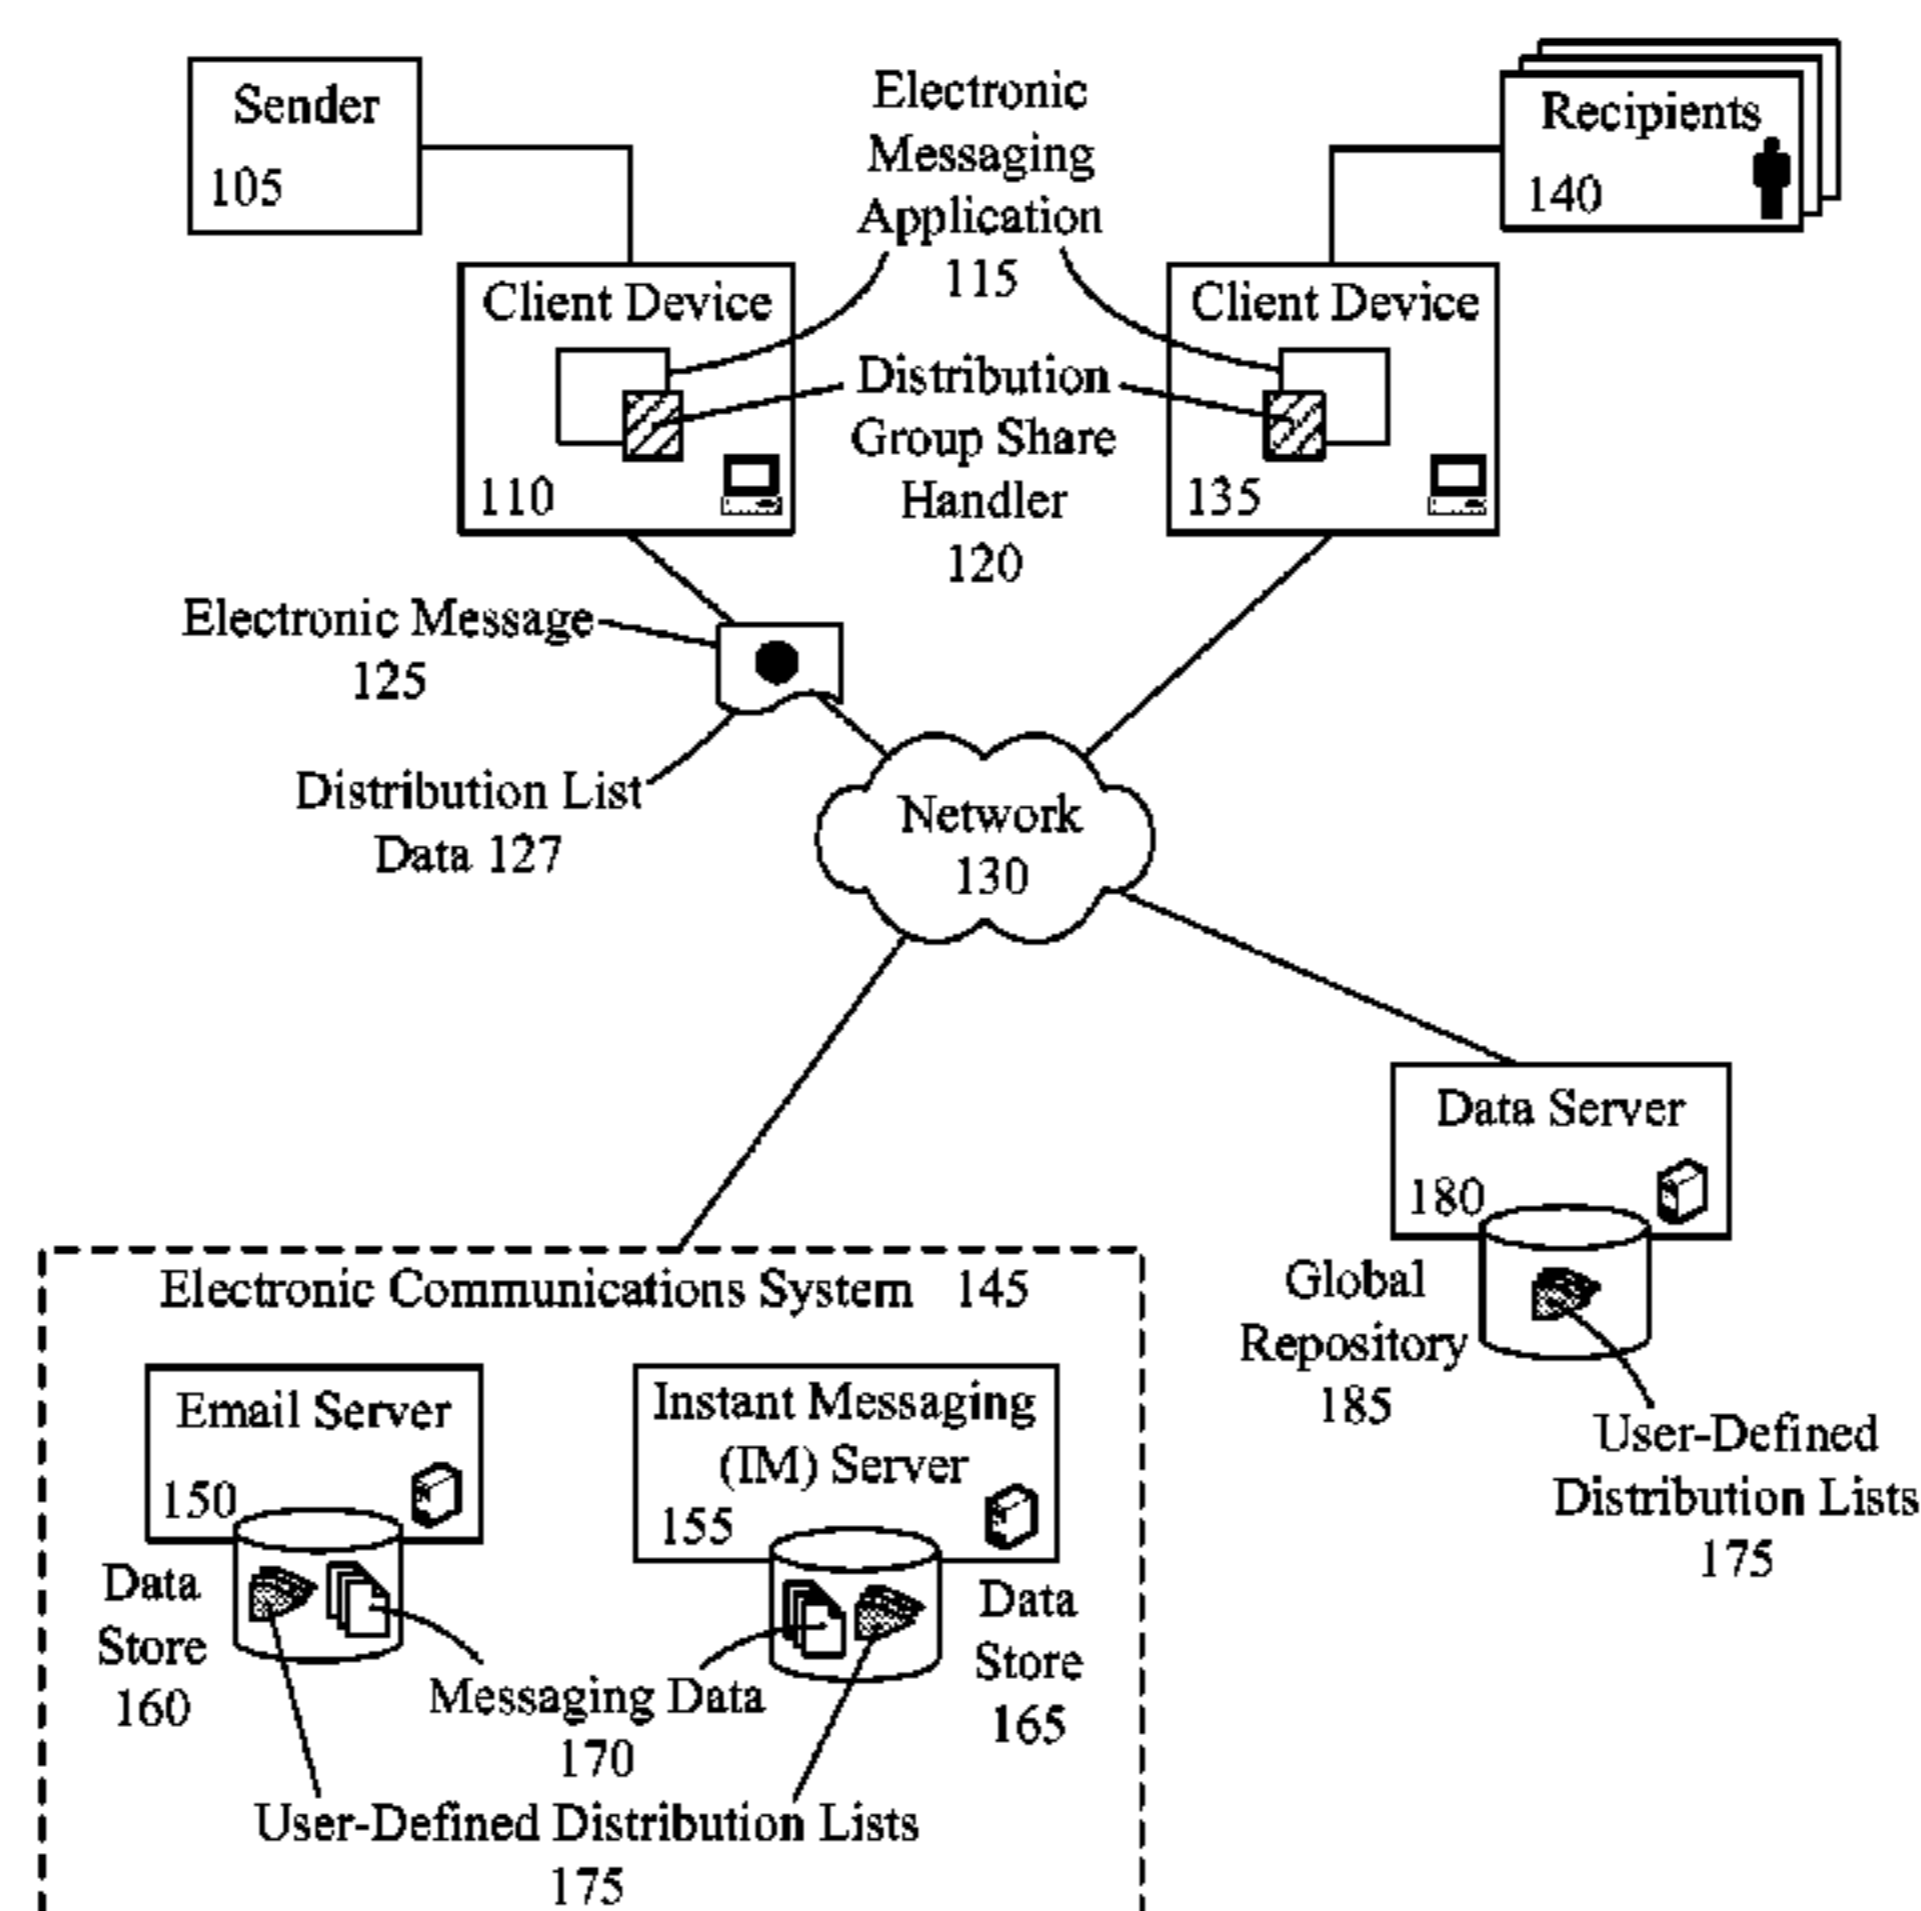 Sender
105
Electronic
Messaging
Application
115
Recipients
140
Client Device
110
Distribution
Group Share
Handler
120
Client Device
135
Electronic Message
125
Distribution List
Data 127
Network
130
Data Server
180
Global
Repository
185
User-Defined
Distribution Lists
175
Electronic Communications System 145
Email Server
150
Instant Messaging
(IM) Server
155
Data
Store
160
Data
Store
165
Messaging Data
170
User-Defined Distribution Lists
175